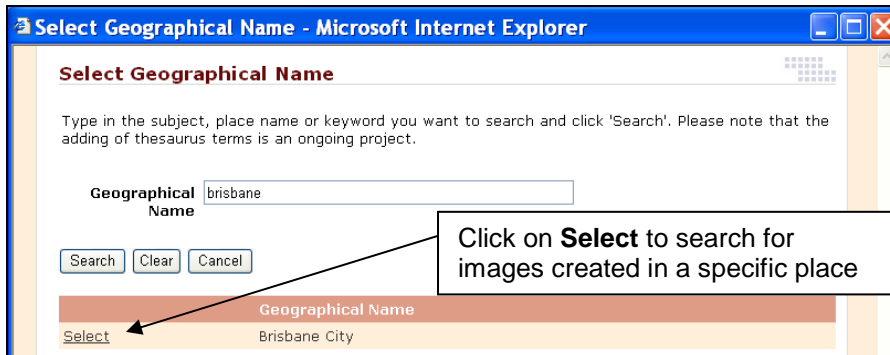 Select Geographical Name - Microsoft Internet Explorer
Select Geographical Name
Type in the subject, place name or keyword you want to search and click 'Search'. Please note that the
adding of thesaurus terms is an ongoing project.
Geographical brisbane
Name
Click on Select to search for
images created in a specific place
Search Clear Cancel
Geographical Name
Select Brisbane City